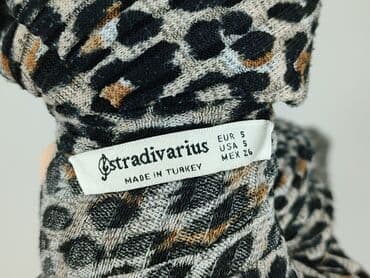 stradivarius
MADE IN TURKEY
EUR S
USA S
MEX 26